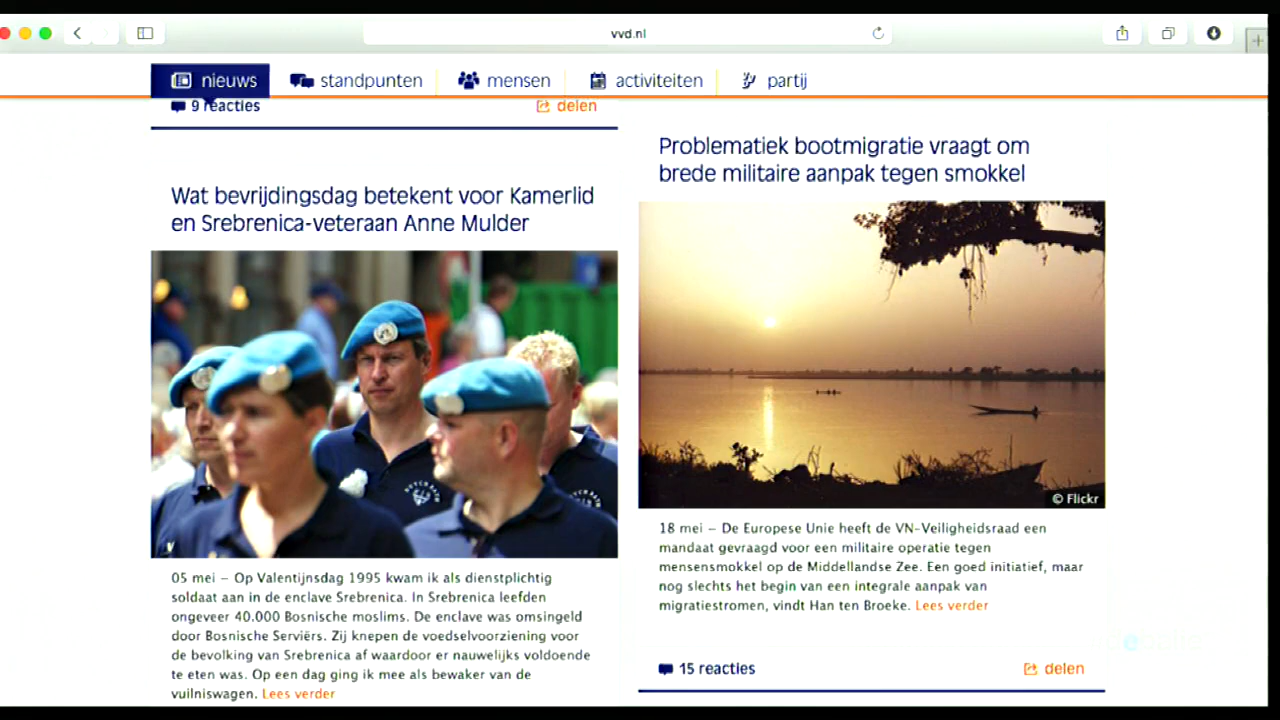 vvd.nl
nieuws
standpunten
mensen
activiteiten
partij
9 reacties
delen
Wat bevrijdingsdag betekent voor Kamerlid
en Srebrenica-veteraan Anne Mulder
05 mei – Op Valentijnsdag 1995 kwam ik als dienstplichtig
soldaat aan in de enclave Srebrenica. In Srebrenica leefden
ongeveer 40.000 Bosnische moslims. De enclave was omsingeld
door Bosnische Serviërs. Zij knepen de voedselvoorziening voor
de bevolking van Srebrenica af waardoor er nauwelijks voldoende
te eten was. Op een dag ging ik mee als bewaker van de
vuilniswagen. Lees verder
Problematiek bootmigratie vraagt om
brede militaire aanpak tegen smokkel
© Flickr
18 mei – De Europese Unie heeft de VN-Veiligheidsraad een
mandaat gevraagd voor een militaire operatie tegen
mensensmokkel op de Middellandse Zee. Een goed initiatief, maar
nog slechts het begin van een integrale aanpak van
migratiestromen, vindt Han ten Broeke. Lees verder
15 reacties
delen